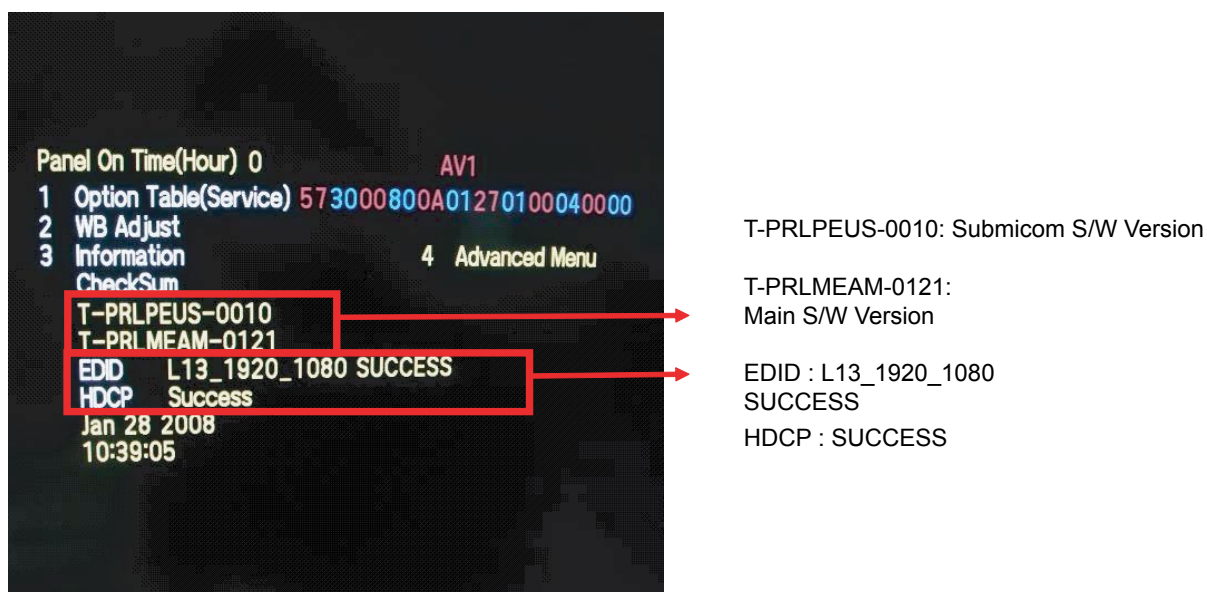 Panel On Time(Hour) 0
AV1
1 Option Table(Service) 573000800A01270100040000
2 WB Adjust
3 Information
4 Advanced Menu
CheckSum
T-PRLPEUS-0010
T-PRLMEAM-0121
EDID L13_1920_1080 SUCCESS
HDCP Success
Jan 28 2008
10:39:05
T-PRLPEUS-0010: Submicom S/W Version
T-PRLMEAM-0121:
Main S/W Version
EDID : L13_1920_1080
SUCCESS
HDCP : SUCCESS